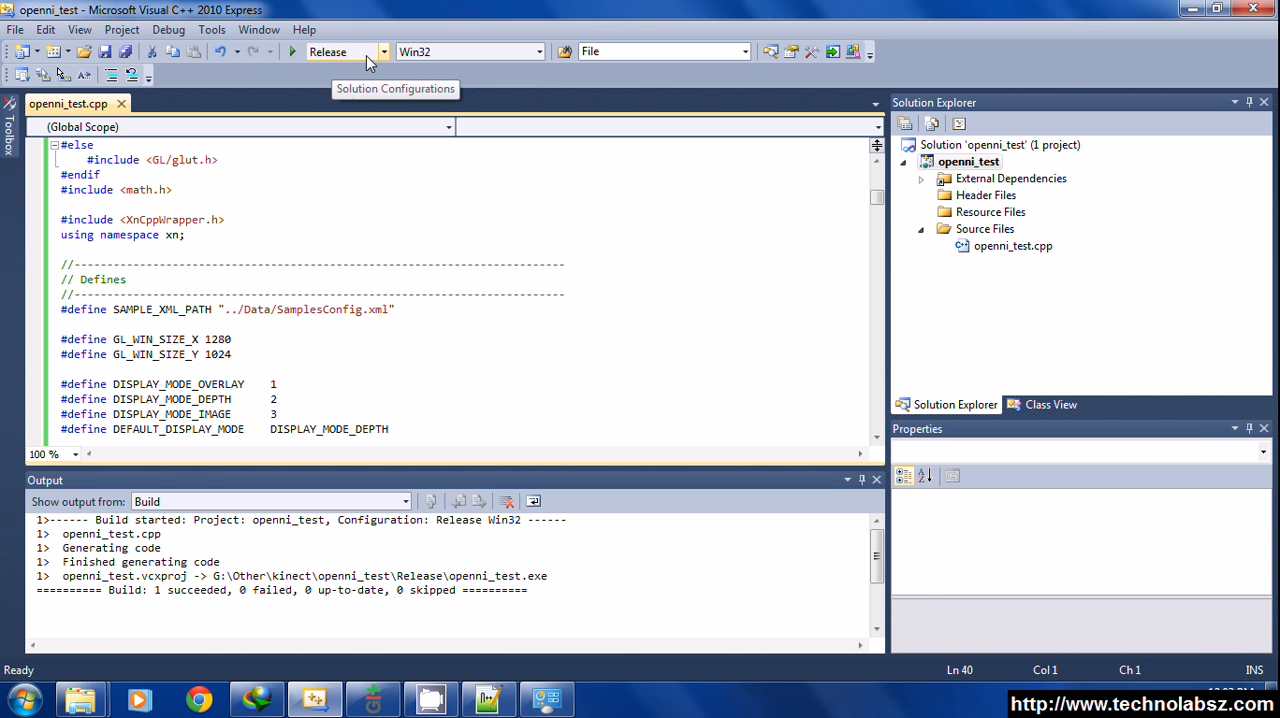 openni_test - Microsoft Visual C++ 2010 Express
File Edit View Project Debug Tools Window Help
Release Win32 File
Solution Configurations
Toolbox
openni_test.cpp
(Global Scope)
#else
#include <GL/glut.h>
#endif
#include <math.h>
#include <XnCppWrapper.h>
using namespace xn;
//---------------------------------------------------------------------------
// Defines
//---------------------------------------------------------------------------
#define SAMPLE_XML_PATH "../Data/SamplesConfig.xml"
#define GL_WIN_SIZE_X 1280
#define GL_WIN_SIZE_Y 1024
#define DISPLAY_MODE_OVERLAY 1
#define DISPLAY_MODE_DEPTH 2
#define DISPLAY_MODE_IMAGE 3
#define DEFAULT_DISPLAY_MODE DISPLAY_MODE_DEPTH
100 %
Solution Explorer
Solution 'openni_test' (1 project)
openni_test
External Dependencies
Header Files
Resource Files
Source Files
openni_test.cpp
Solution Explorer Class View
Properties
Output
Show output from: Build
1>------ Build started: Project: openni_test, Configuration: Release Win32 ------
1> openni_test.cpp
1> Generating code
1> Finished generating code
1> openni_test.vcxproj -> G:\Other\kinect\openni_test\Release\openni_test.exe
========== Build: 1 succeeded, 0 failed, 0 up-to-date, 0 skipped ==========
Ready Ln 40 Col 1 Ch 1 INS
http://www.technolabsz.com